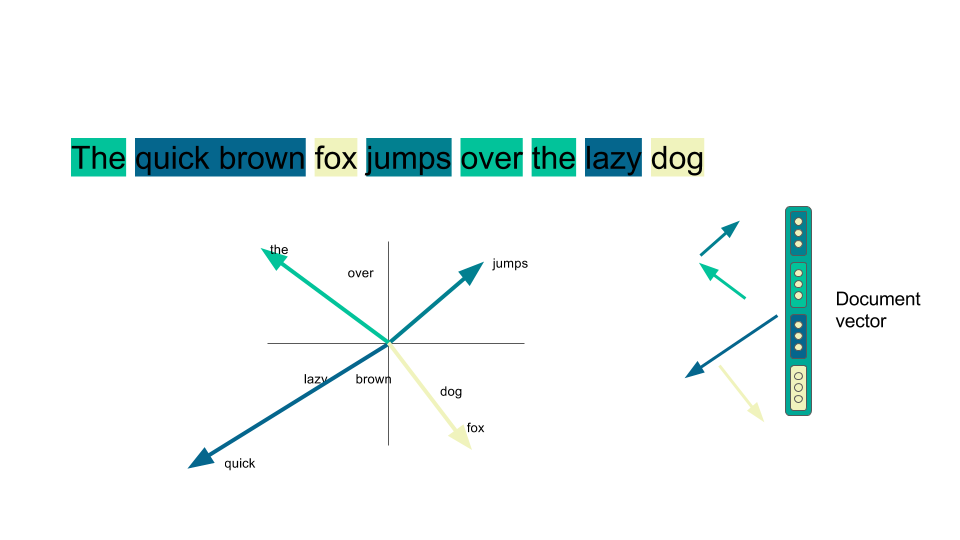 The quick brown fox jumps over the lazy dog
the
over
jumps
lazy
brown
dog
fox
quick
Document
vector